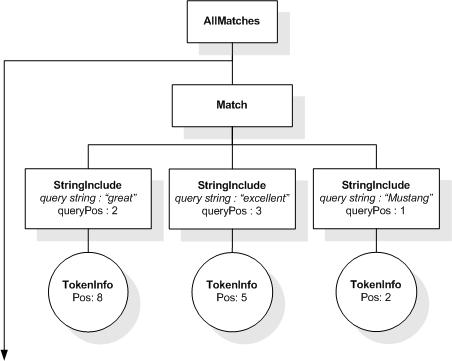 AllMatches
Match
StringInclude
query string : “great”
queryPos : 2
StringInclude
query string : “excellent”
queryPos : 3
StringInclude
query string : “Mustang”
queryPos : 1
TokenInfo
Pos: 8
TokenInfo
Pos: 5
TokenInfo
Pos: 2